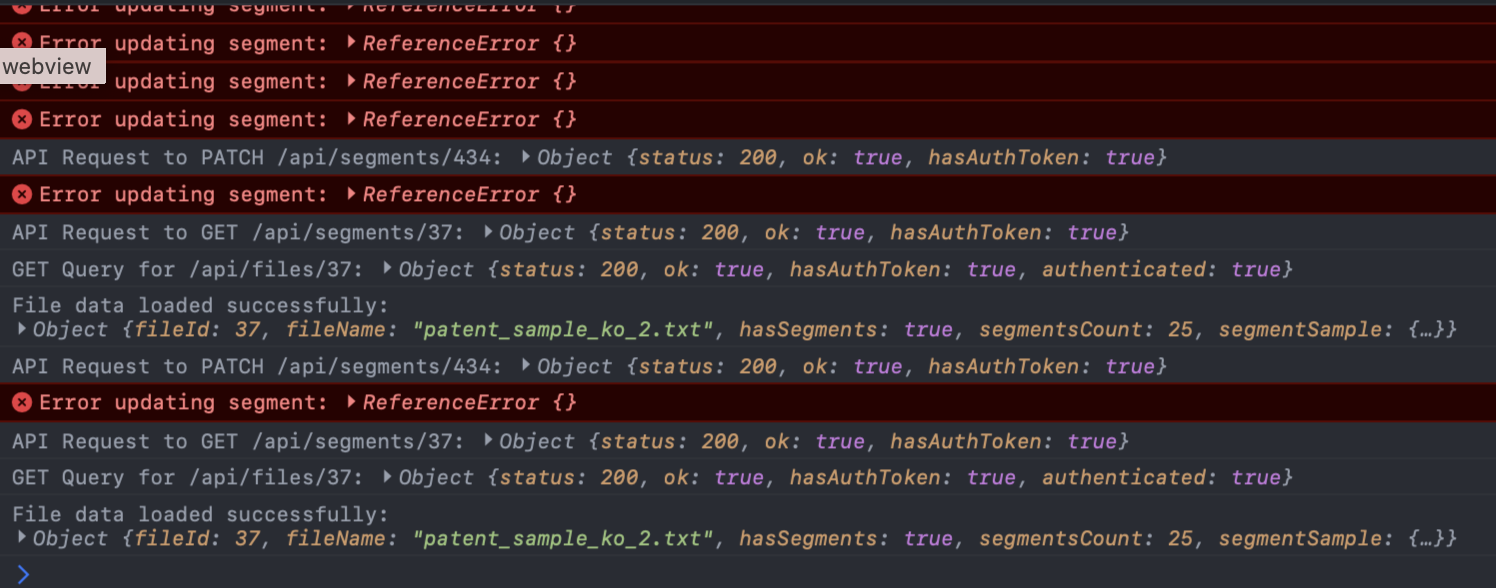 Error updating segment: ReferenceError {}
Error updating segment: ReferenceError {}
webview
Error updating segment: ReferenceError {}
Error updating segment: ReferenceError {}
API Request to PATCH /api/segments/434: Object {status: 200, ok: true, hasAuthToken: true}
Error updating segment: ReferenceError {}
API Request to GET /api/segments/37: Object {status: 200, ok: true, hasAuthToken: true}
GET Query for /api/files/37: Object {status: 200, ok: true, hasAuthToken: true, authenticated: true}
File data loaded successfully:
Object {fileId: 37, fileName: "patent_sample_ko_2.txt", hasSegments: true, segmentsCount: 25, segmentSample: {…}}
API Request to PATCH /api/segments/434: Object {status: 200, ok: true, hasAuthToken: true}
Error updating segment: ReferenceError {}
API Request to GET /api/segments/37: Object {status: 200, ok: true, hasAuthToken: true}
GET Query for /api/files/37: Object {status: 200, ok: true, hasAuthToken: true, authenticated: true}
File data loaded successfully:
Object {fileId: 37, fileName: "patent_sample_ko_2.txt", hasSegments: true, segmentsCount: 25, segmentSample: {…}}